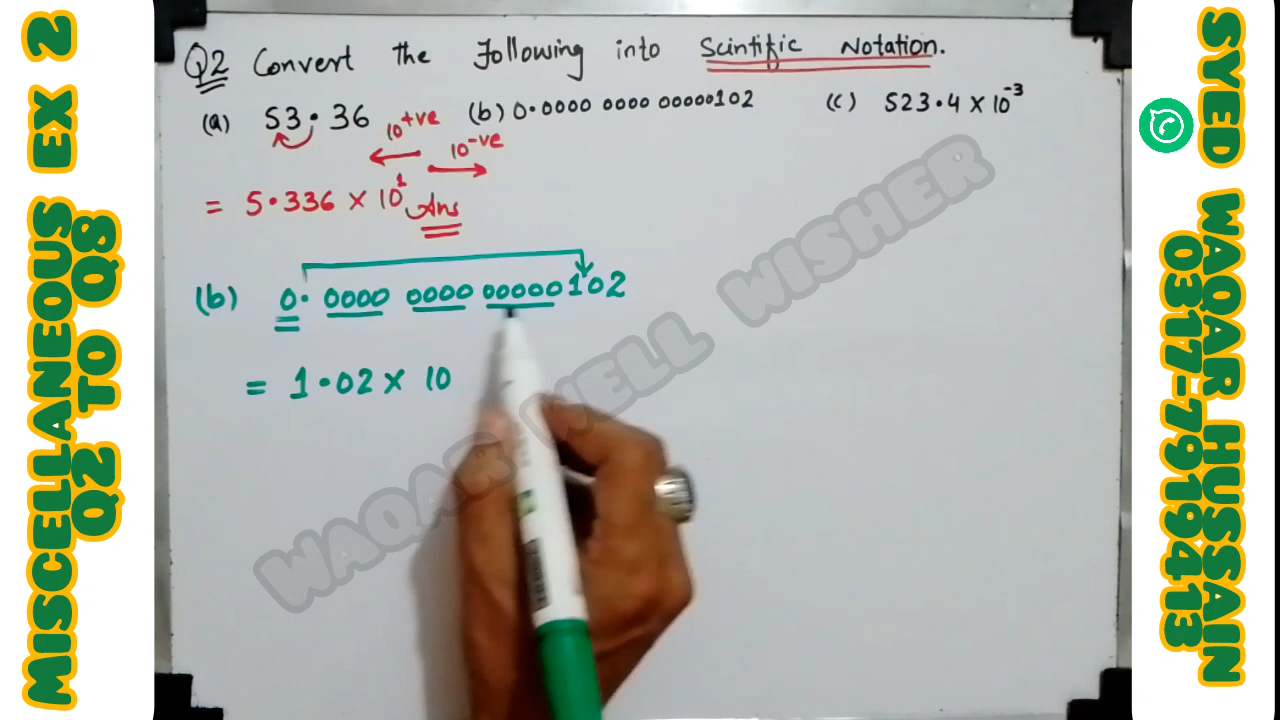 MISCELLANEOUS EX 2
Q2 TO Q8
Q2 Convert the Following into Scintific Notation.
(a) 53.36 (b) 0.0000 0000 00000102 (c) 523.4 x 10^-3
10^+ve
10^-ve
= 5.336 x 10^1 Ans
(b) 0.0000 0000 00000102
= 1.02 x 10
WAQAR WELL WISHER
SYED WAQAR HUSSAIN
0317-7919413